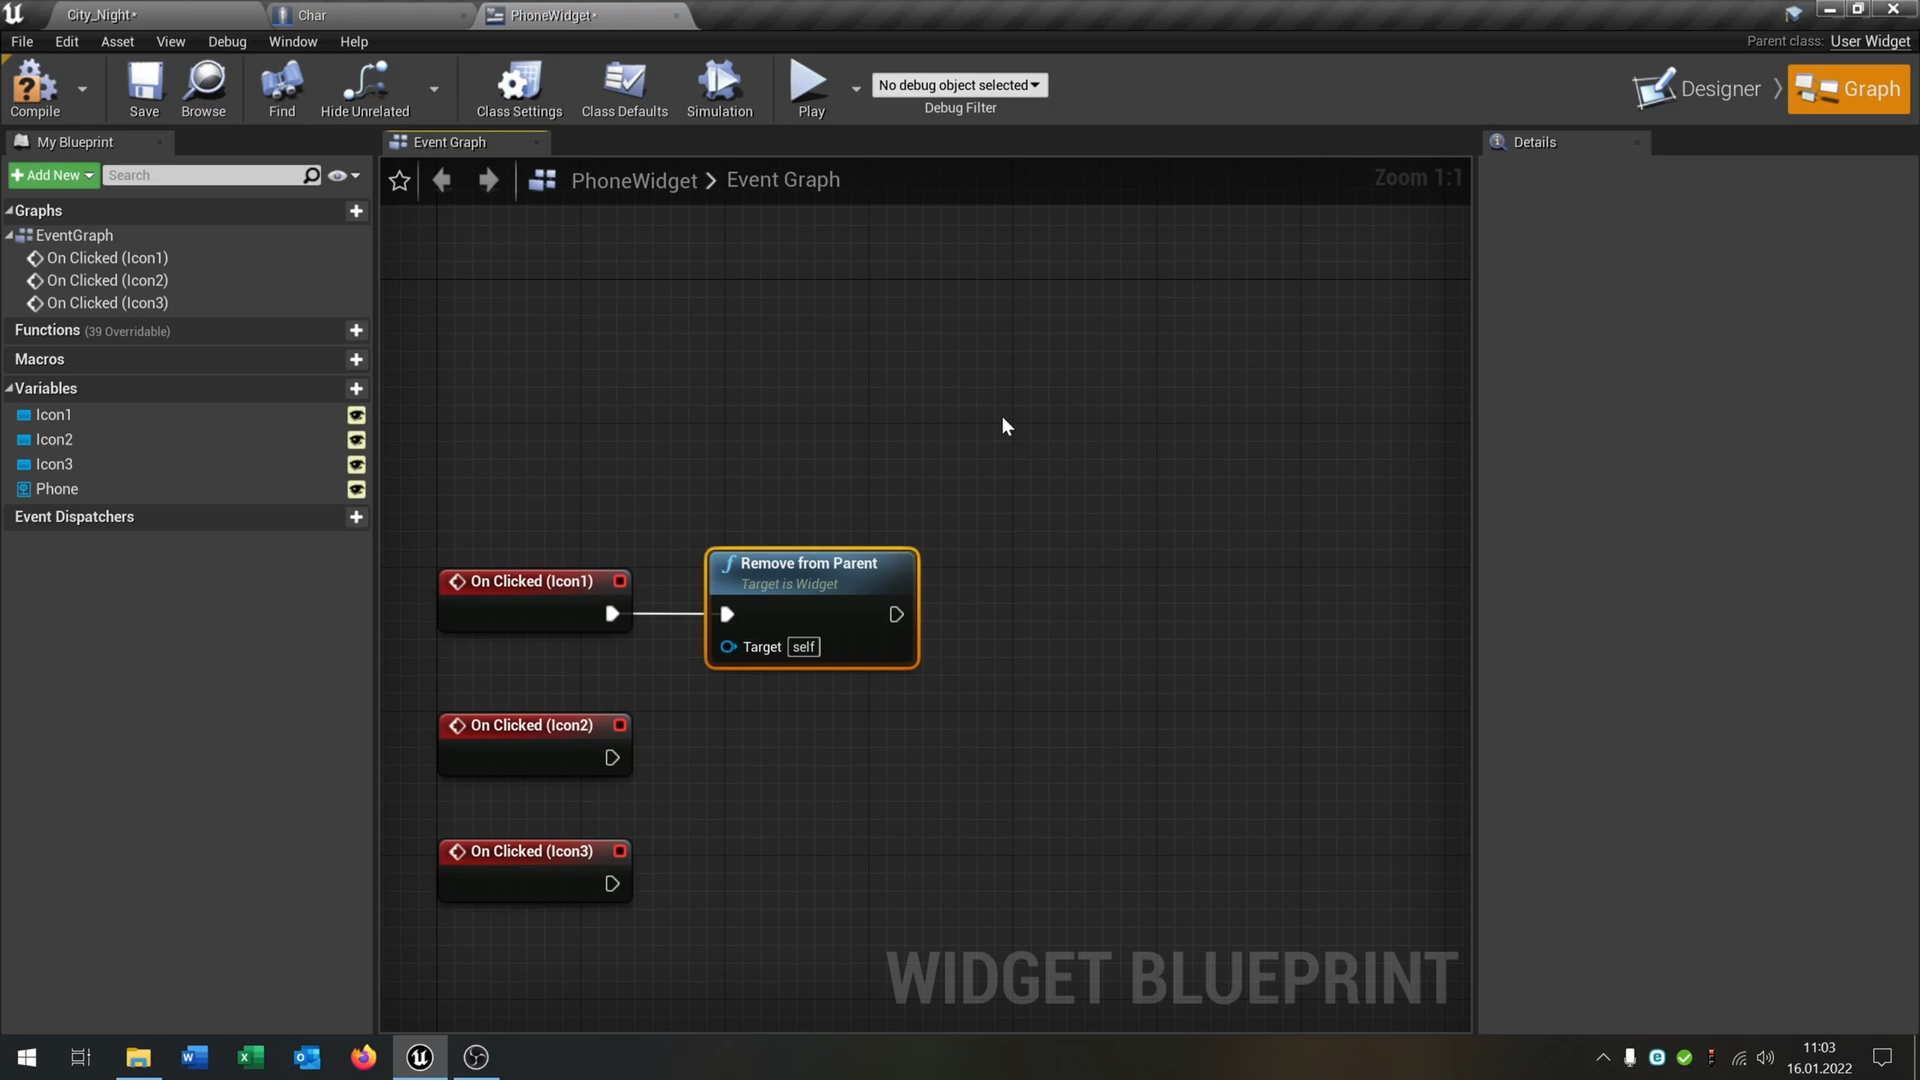 City_Night*
Char
PhoneWidget*
File Edit Asset View Debug Window Help
Parent class: User Widget
Compile
Save
Browse
Find
Hide Unrelated
Class Settings
Class Defaults
Simulation
Play
No debug object selected
Debug Filter
Designer
Graph
My Blueprint
Event Graph
Details
Add New
Search
PhoneWidget > Event Graph
Zoom 1:1
Graphs
EventGraph
On Clicked (Icon1)
On Clicked (Icon2)
On Clicked (Icon3)
Functions (39 Overridable)
Macros
Variables
Icon1
Icon2
Icon3
Phone
Event Dispatchers
On Clicked (Icon1)
Remove from Parent
Target is Widget
Target self
On Clicked (Icon2)
On Clicked (Icon3)
WIDGET BLUEPRINT
11:03
16.01.2022